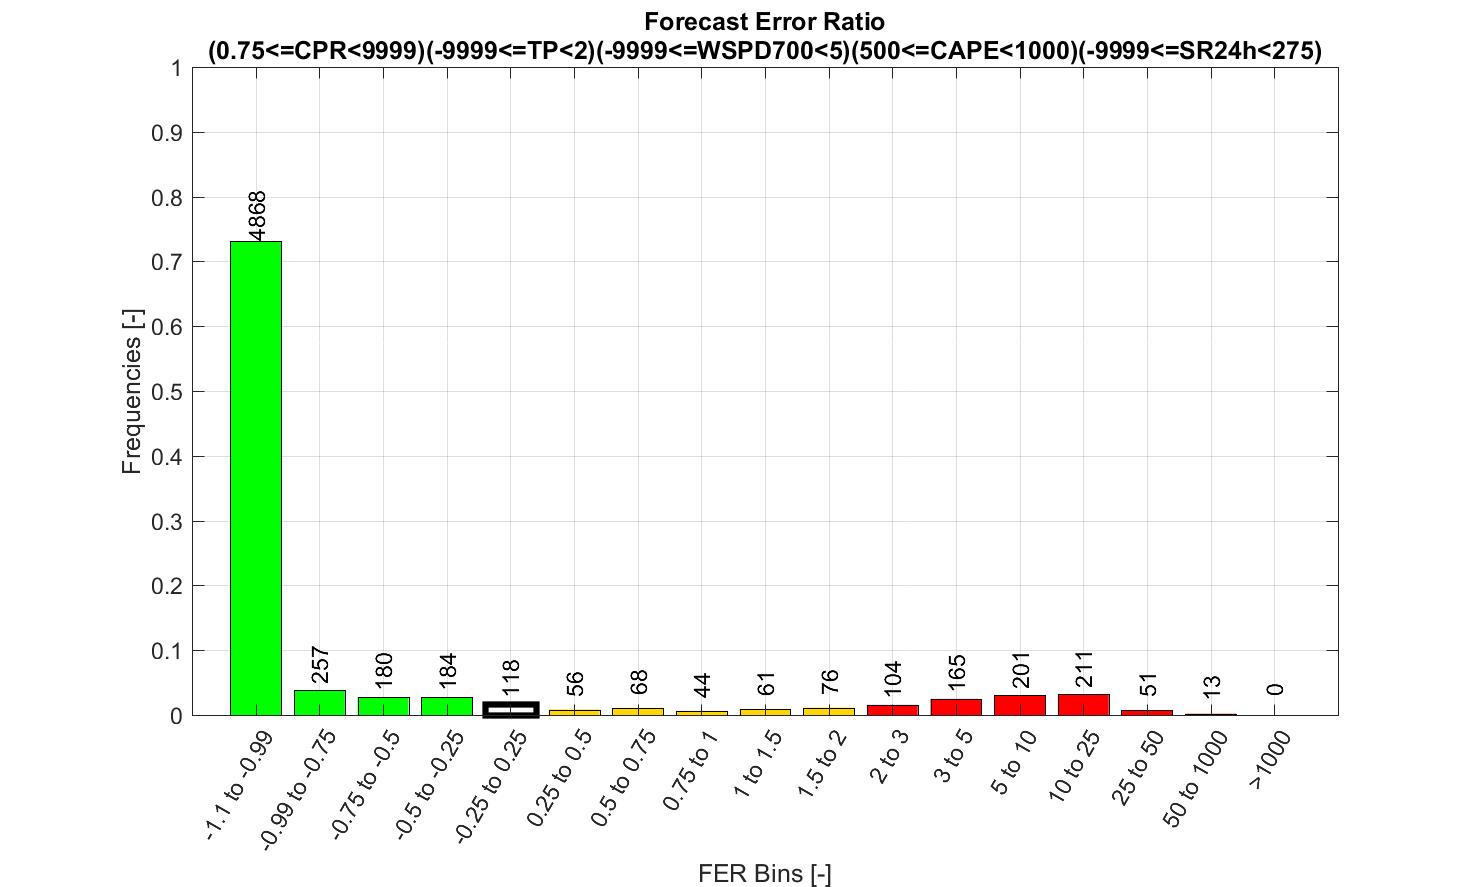 Forecast Error Ratio
(0.75<=CPR<9999)(-9999<=TP<2)(-9999<=WSPD700<5)(500<=CAPE<1000)(-9999<=SR24h<275)
1
0.9
0.8
0.7
0.6
0.5
0.4
0.3
0.2
0.1
0
Frequencies [-]
4868
257
180
184
118
56
68
44
61
76
104
165
201
211
51
13
0
-1.1 to -0.99
-0.99 to -0.75
-0.75 to -0.5
-0.5 to -0.25
-0.25 to 0.25
0.25 to 0.5
0.5 to 0.75
0.75 to 1
1 to 1.5
1.5 to 2
2 to 3
3 to 5
5 to 10
10 to 25
25 to 50
50 to 1000
>1000
FER Bins [-]